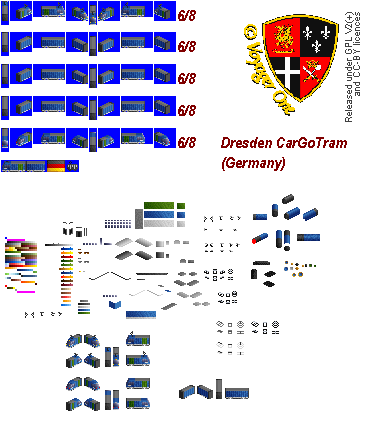 6/8
6/8
6/8
6/8
6/8
Released under GPL V2(+)
and CC-BY licences
Dresden CarGoTram
(Germany)